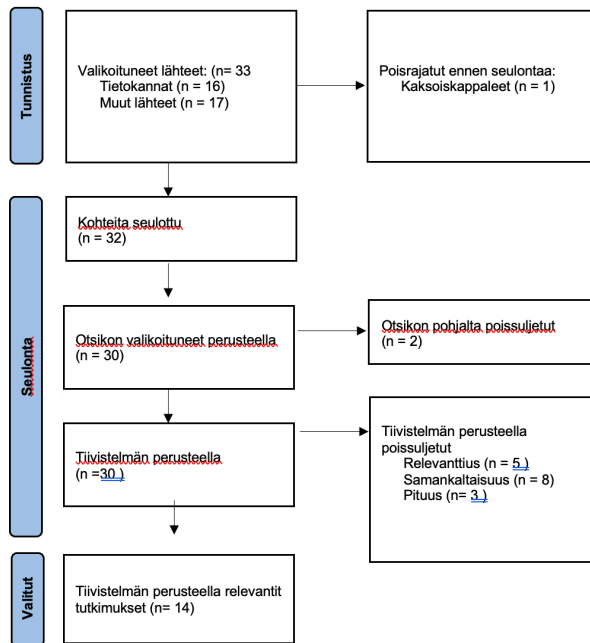 Tunnistus
Valikoituneet lähteet: (n= 33
Tietokannat (n = 16)
Muut lähteet (n = 17)
Poisrajatut ennen seulontaa:
Kaksoiskappaleet (n = 1)
Seulonta
Kohteita seulottu
(n = 32)
Otsikon valikoituneet perusteella
(n = 30)
Otsikon pohjalta poissuljetut
(n = 2)
Tiivistelmän perusteella
(n =30 )
Tiivistelmän perusteella
poissuljetut
Relevanttius (n = 5 )
Samankaltaisuus (n = 8)
Pituus (n= 3 )
Valitut
Tiivistelmän perusteella relevantit
tutkimukset (n= 14)